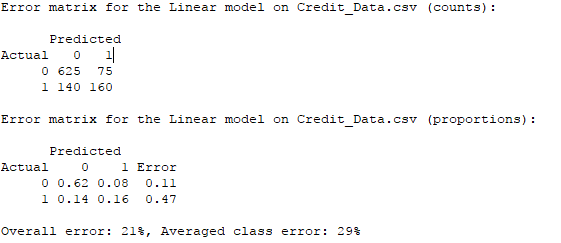 Error matrix for the Linear model on Credit_Data.csv (counts):
Predicted
Actual 0 1
0 625 75
1 140 160
Error matrix for the Linear model on Credit_Data.csv (proportions):
Predicted
Actual 0 1 Error
0 0.62 0.08 0.11
1 0.14 0.16 0.47
Overall error: 21%, Averaged class error: 29%